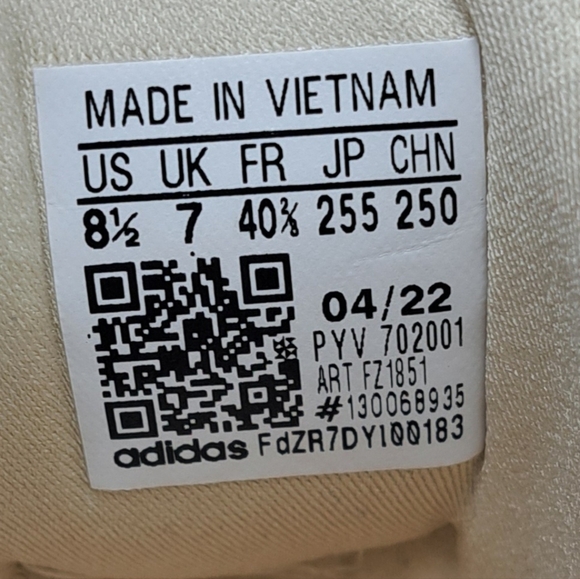 MADE IN VIETNAM
US UK FR JP CHN
8½ 7 40⅔ 255 250
04/22
PYV 702001
ART FZ1851
#130068935
adidas FdZR7DYl00183